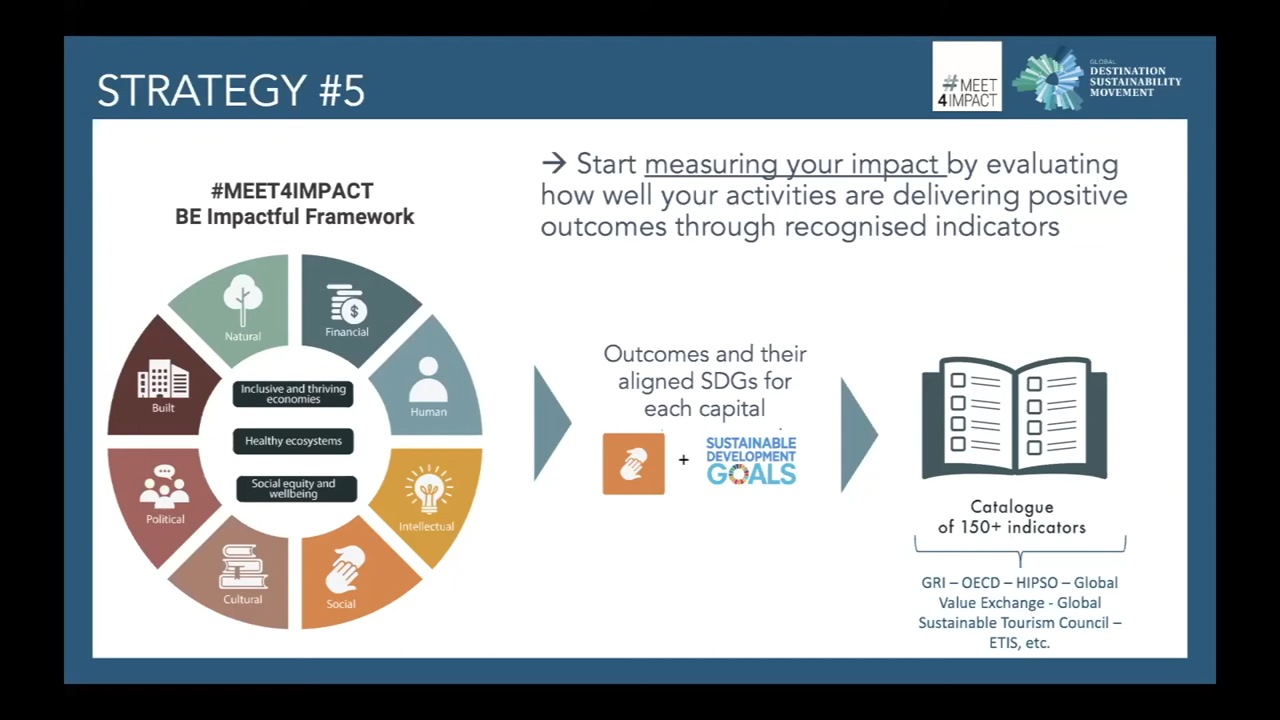 STRATEGY #5
#MEET
4IMPACT
GLOBAL
DESTINATION
SUSTAINABILITY
MOVEMENT
→ Start measuring your impact by evaluating
how well your activities are delivering positive
outcomes through recognised indicators
#MEET4IMPACT
BE Impactful Framework
Natural
Financial
Human
Intellectual
Social
Cultural
Political
Built
Inclusive and thriving
economies
Healthy ecosystems
Social equity and
wellbeing
Outcomes and their
aligned SDGs for
each capital
+
SUSTAINABLE
DEVELOPMENT
GOALS
Catalogue
of 150+ indicators
GRI – OECD – HIPSO – Global
Value Exchange - Global
Sustainable Tourism Council –
ETIS, etc.